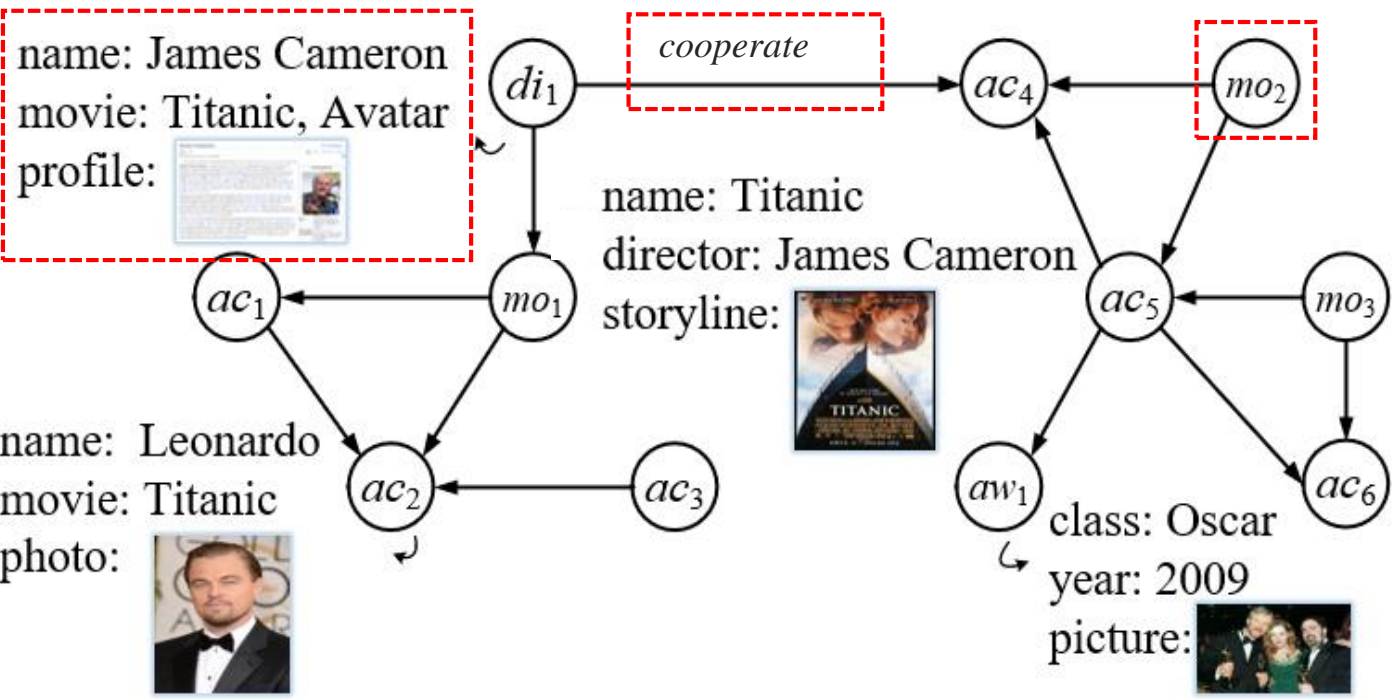 name: James Cameron
movie: Titanic, Avatar
profile:
di1
cooperate
ac4
mo2
name: Titanic
director: James Cameron
storyline:
TITANIC
ac1
mo1
ac5
mo3
name: Leonardo
movie: Titanic
photo:
ac2
ac3
aw1
ac6
class: Oscar
year: 2009
picture: